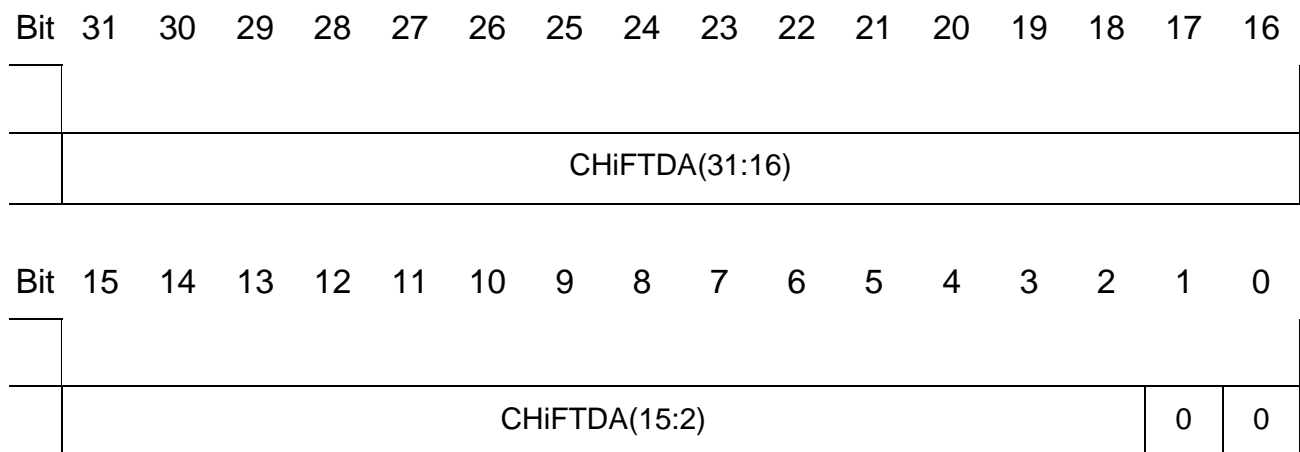 Bit 31 30 29 28 27 26 25 24 23 22 21 20 19 18 17 16
CHiFTDA(31:16)
Bit 15 14 13 12 11 10 9 8 7 6 5 4 3 2 1 0
CHiFTDA(15:2) 0 0